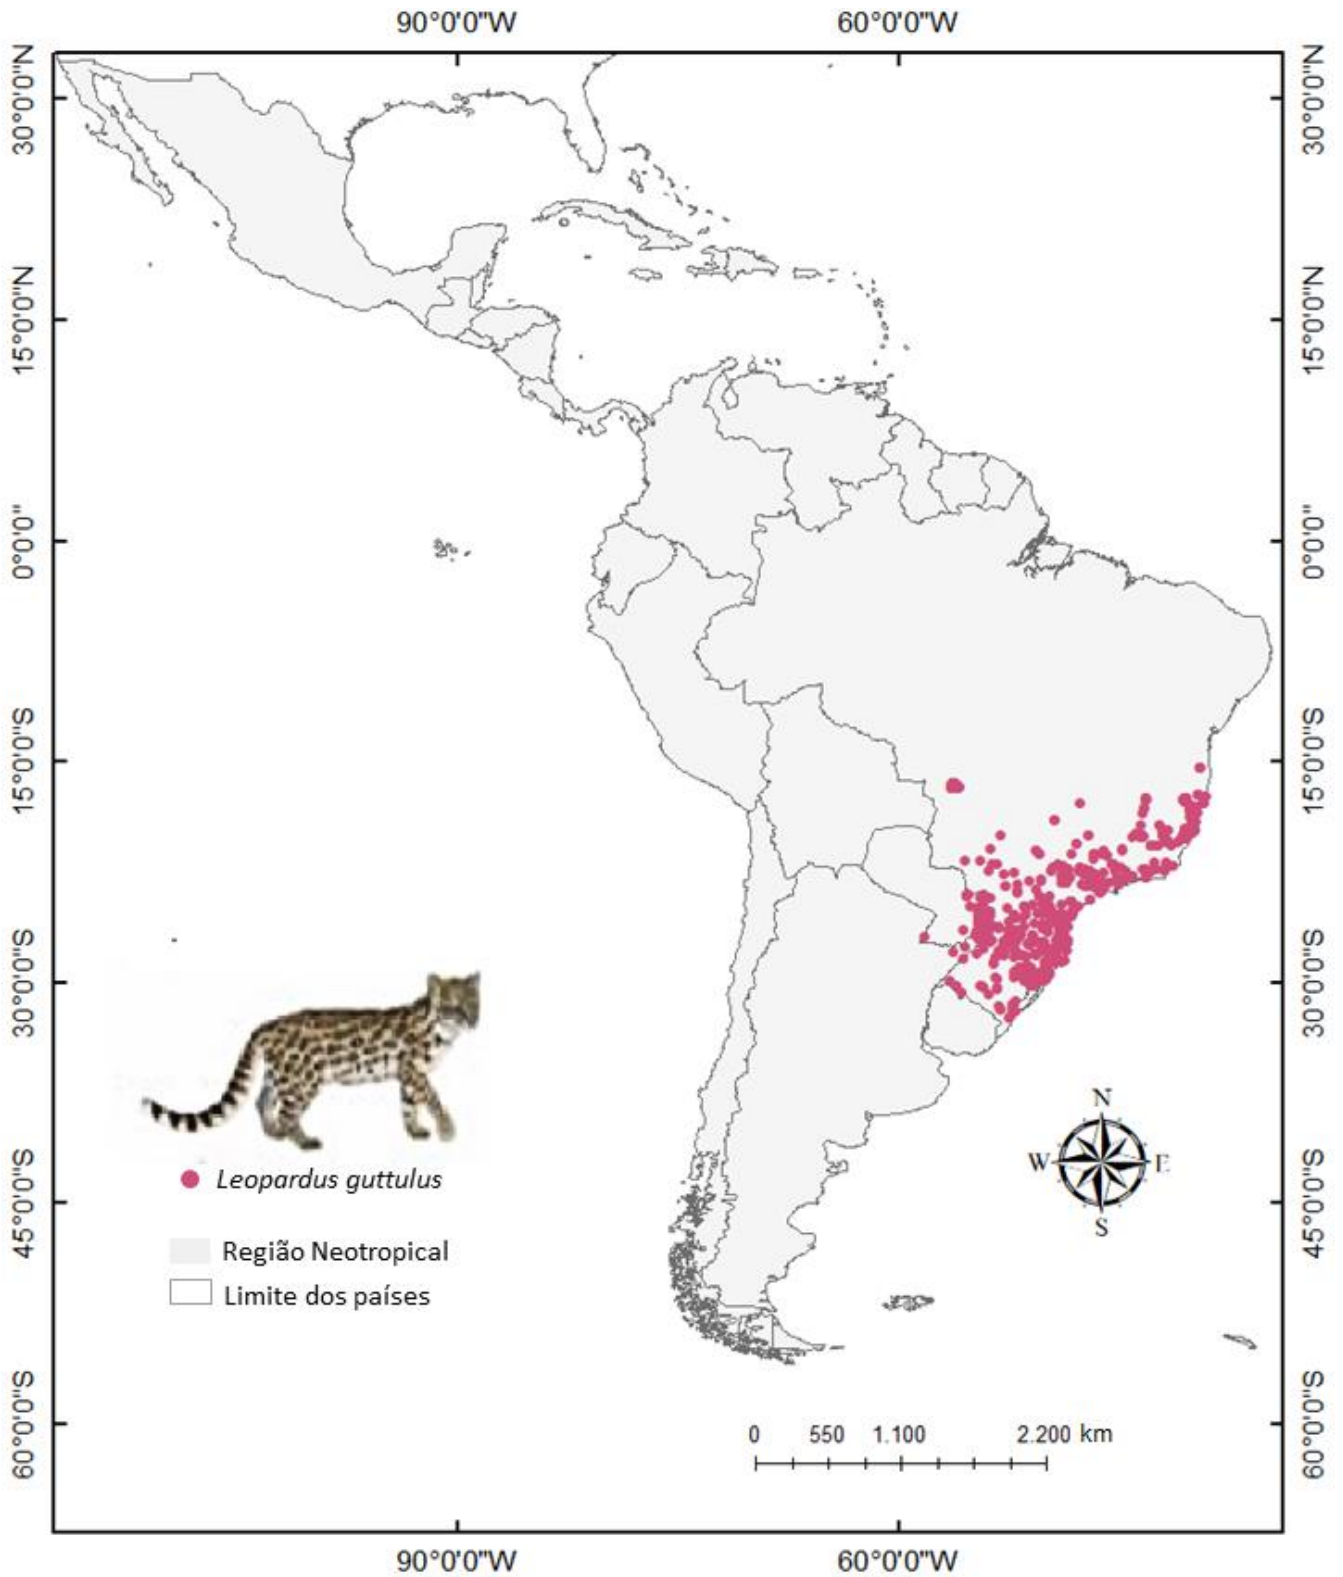 90°0'0"W 60°0'0"W
30°0'0"N 30°0'0"N
15°0'0"N 15°0'0"N
0°0'0" 0°0'0"
15°0'0"S 15°0'0"S
30°0'0"S 30°0'0"S
N
W E
S
Leopardus guttulus
45°0'0"S 45°0'0"S
Região Neotropical
Limite dos países
60°0'0"S 60°0'0"S
0 550 1.100 2.200 km
90°0'0"W 60°0'0"W